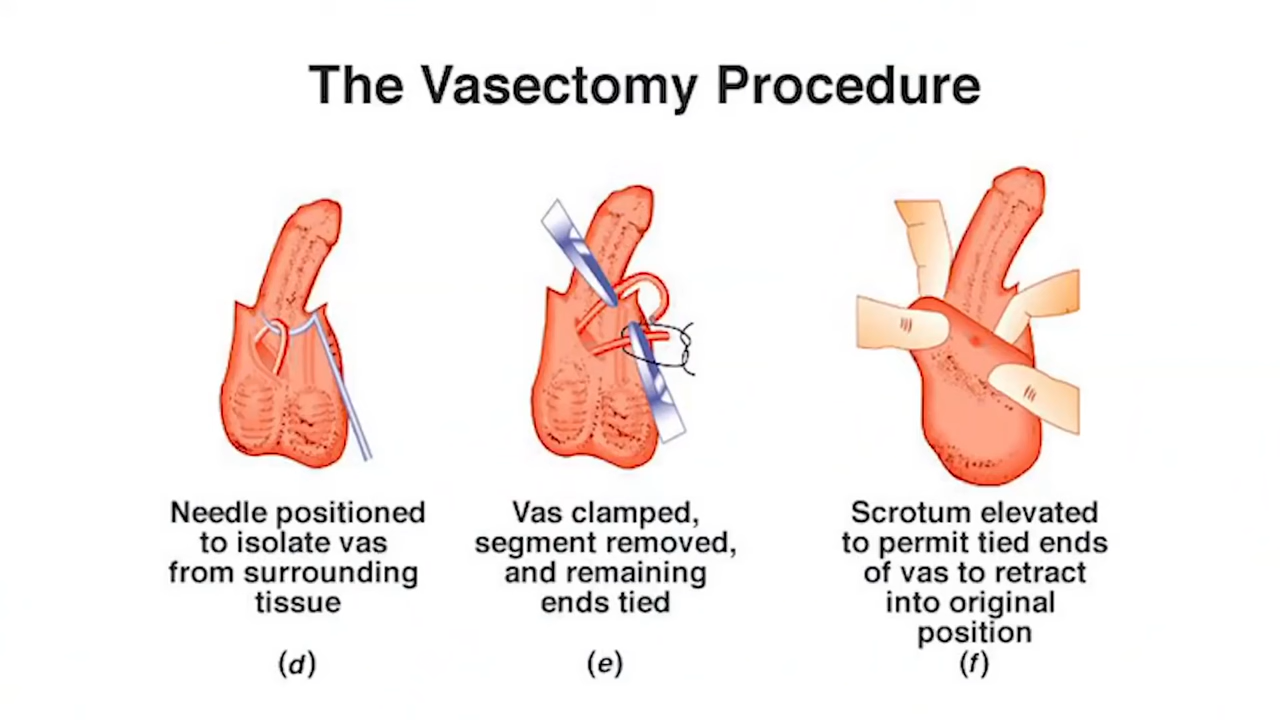 The Vasectomy Procedure
Needle positioned
to isolate vas
from surrounding
tissue
(d)
Vas clamped,
segment removed,
and remaining
ends tied
(e)
Scrotum elevated
to permit tied ends
of vas to retract
into original
position
(f)